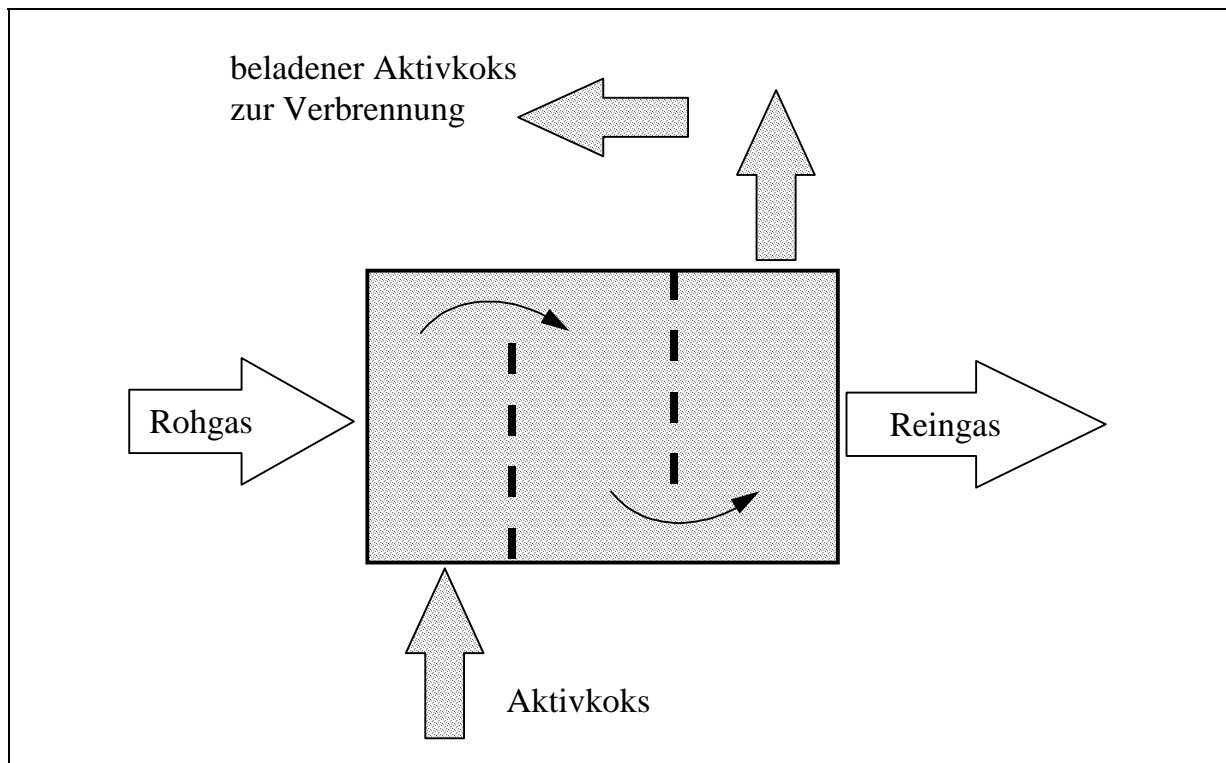 beladener Aktivkoks
zur Verbrennung
Rohgas
Reingas
Aktivkoks